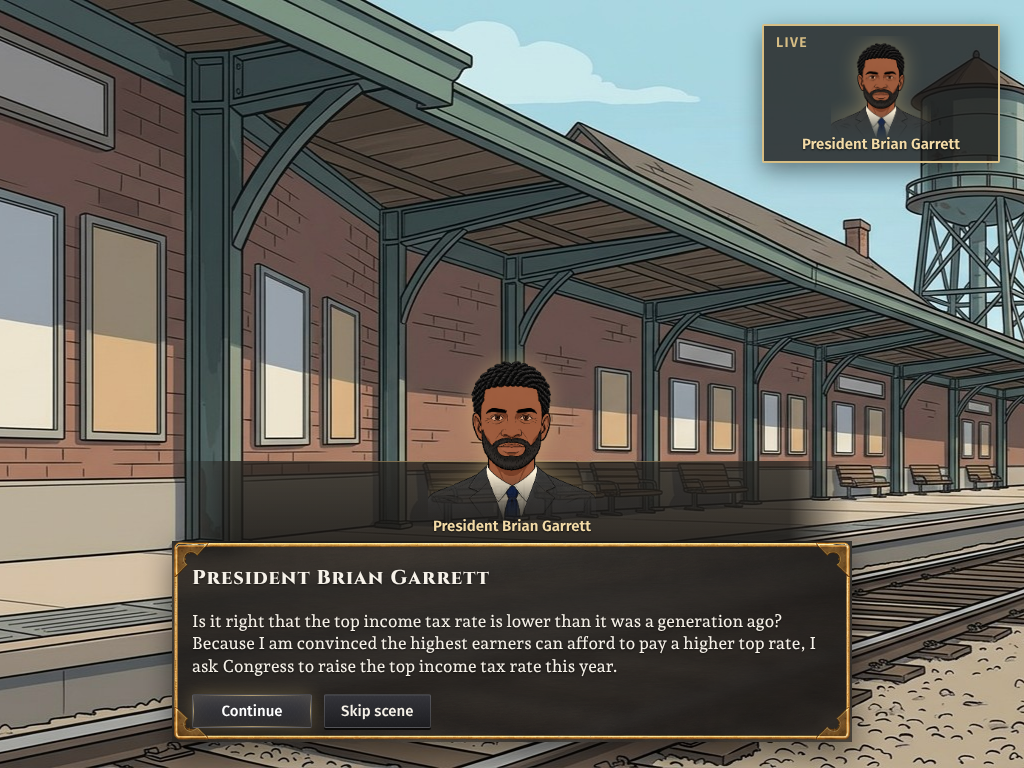 LIVE
President Brian Garrett
President Brian Garrett
President Brian Garrett
Is it right that the top income tax rate is lower than it was a generation ago?
Because I am convinced the highest earners can afford to pay a higher top rate, I
ask Congress to raise the top income tax rate this year.
Continue
Skip scene